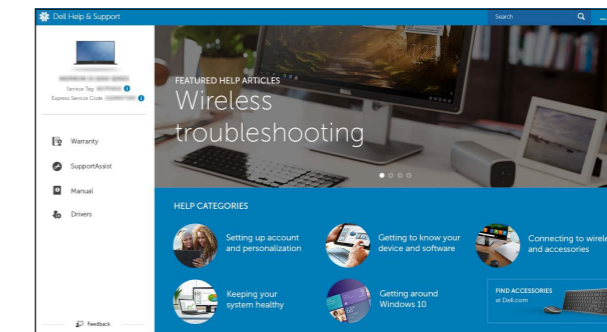 Dell Help & Support
Search
Service Tag:
Express Service Code:
Warranty
SupportAssist
Manual
Drivers
Feedback
FEATURED HELP ARTICLES
Wireless
troubleshooting
HELP CATEGORIES
Setting up account
and personalization
Getting to know your
device and software
Connecting to wirele
and accessories
Keeping your
system healthy
Getting around
Windows 10
FIND ACCESSORIES
at Dell.com